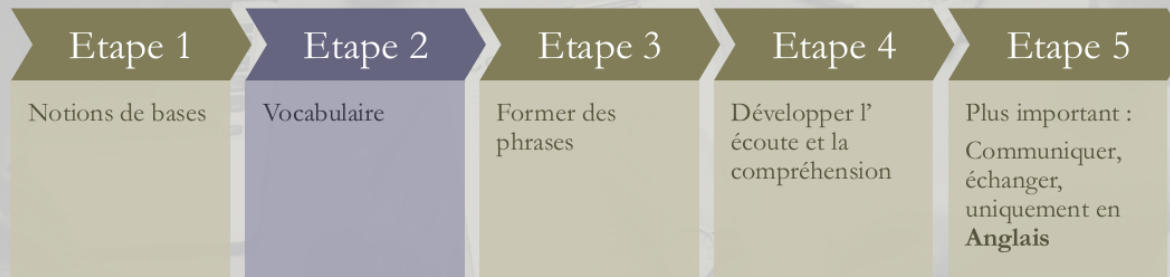 Etape 1
Notions de bases
Etape 2
Vocabulaire
Etape 3
Former des
phrases
Etape 4
Développer l’
écoute et la
compréhension
Etape 5
Plus important :
Communiquer,
échanger,
uniquement en
Anglais